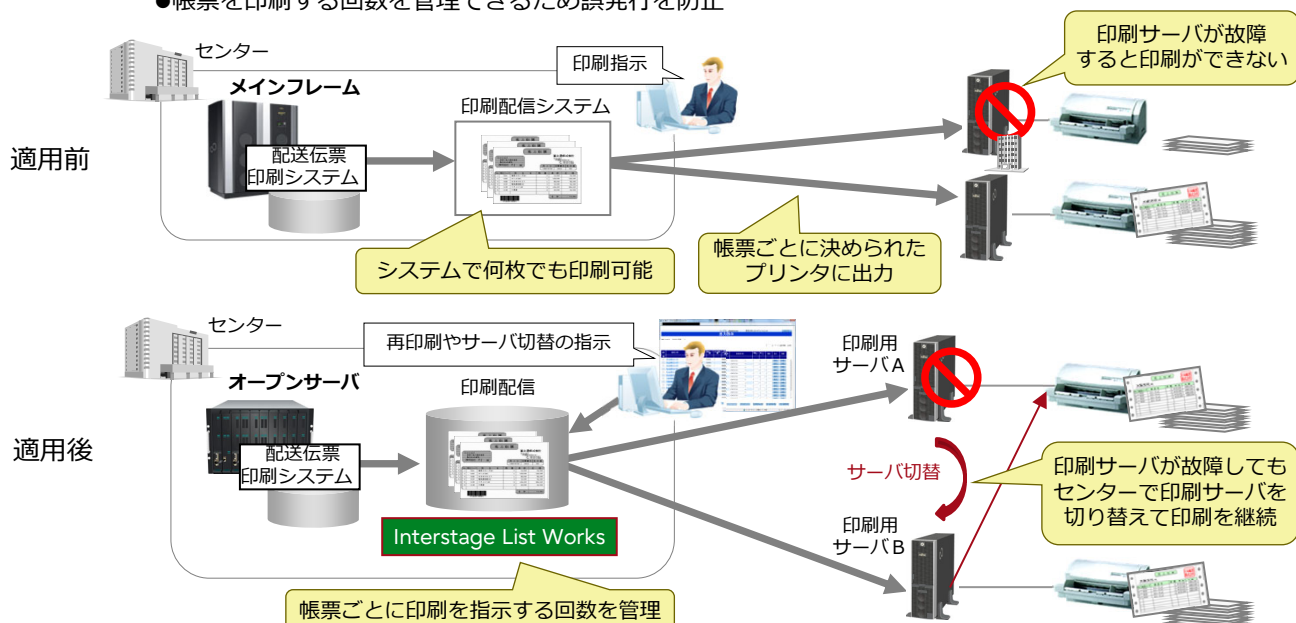 ●帳票を印刷する回数を管理できるため誤発行を防止
センター
印刷指示
印刷サーバが故障
すると印刷ができない
メインフレーム
印刷配信システム
適用前
配送伝票
印刷システム
システムで何枚でも印刷可能
帳票ごとに決められた
プリンタに出力
センター
再印刷やサーバ切替の指示
印刷用
サーバA
オープンサーバ
印刷配信
適用後
配送伝票
印刷システム
サーバ切替
印刷サーバが故障しても
センターで印刷サーバを
切り替えて印刷を継続
Interstage List Works
印刷用
サーバB
帳票ごとに印刷を指示する回数を管理